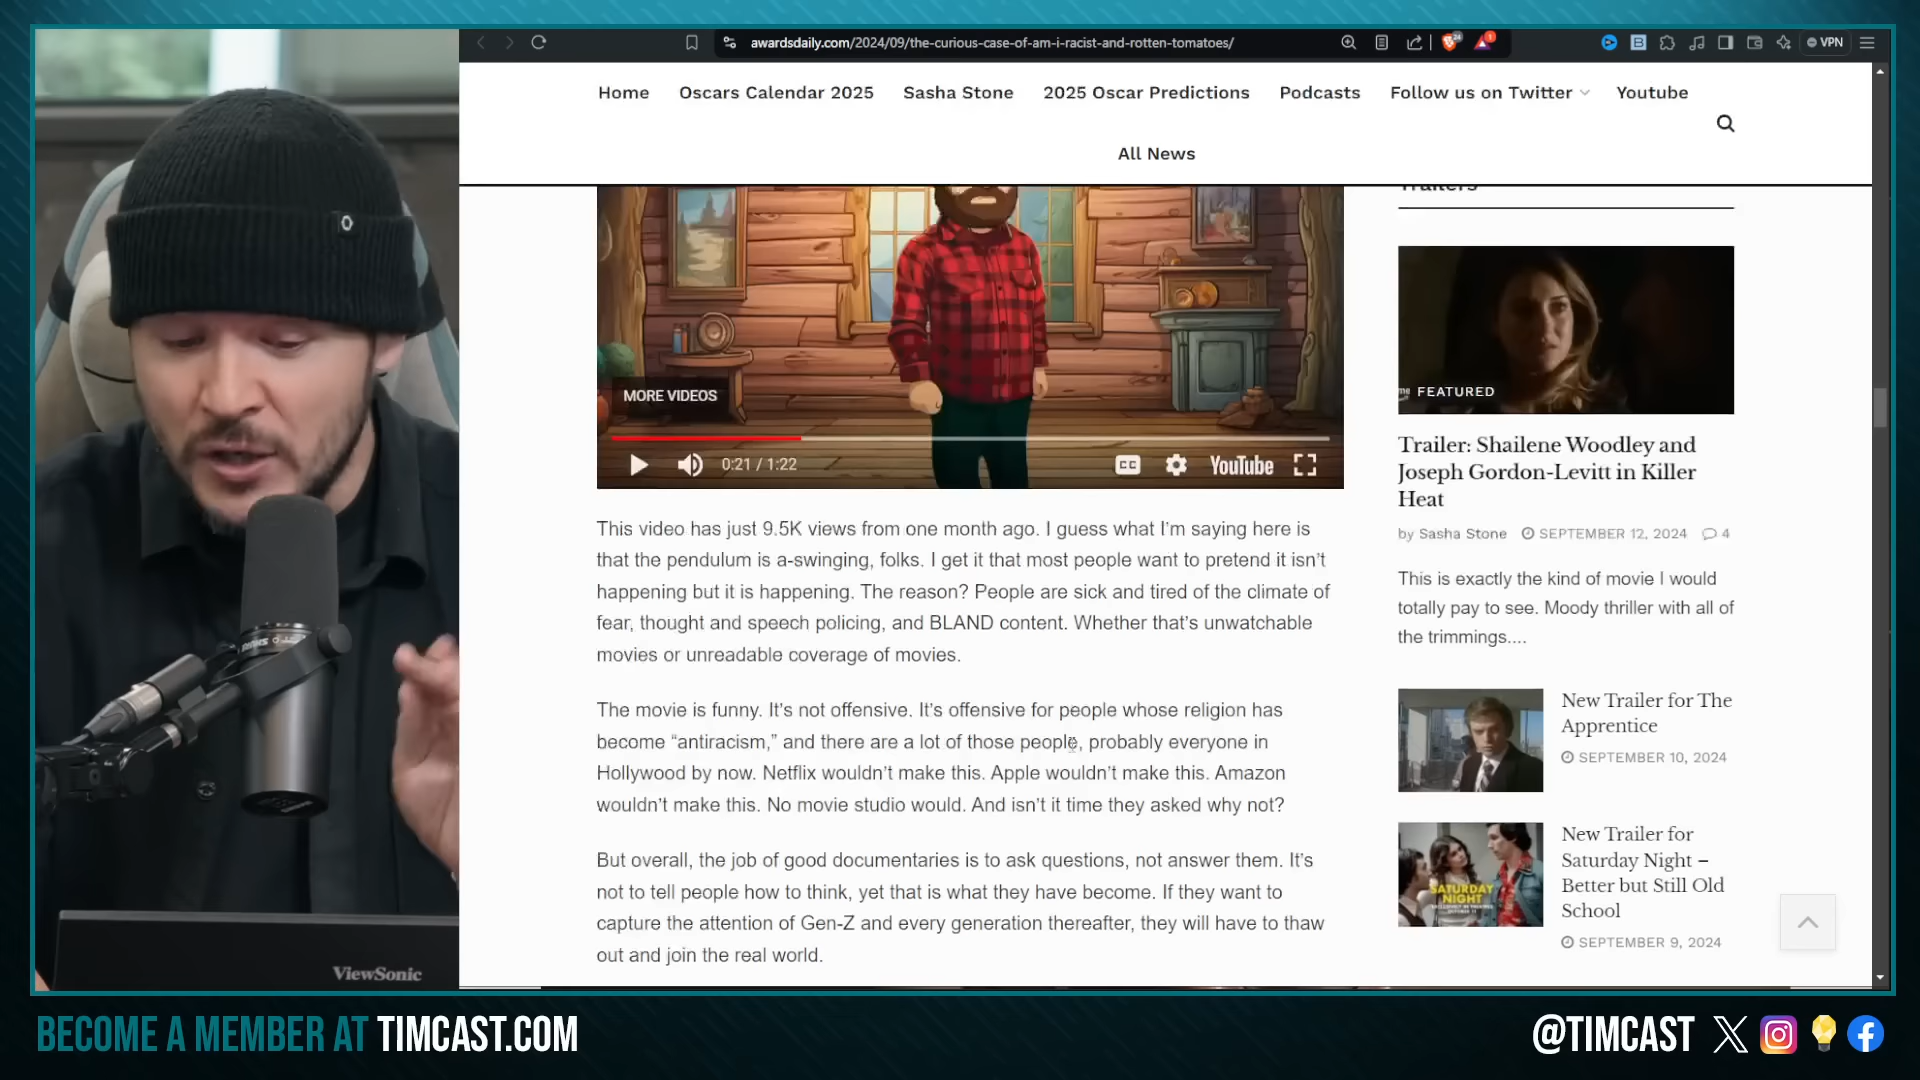 awardsdaily.com/2024/09/the-curious-case-of-am-i-racist-and-rotten-tomatoes/
VPN
Home Oscars Calendar 2025 Sasha Stone 2025 Oscar Predictions Podcasts Follow us on Twitter Youtube
All News
Trailers
MORE VIDEOS
0:21 / 1:22
CC
YouTube
This video has just 9.5K views from one month ago. I guess what I'm saying here is
that the pendulum is a-swinging, folks. I get it that most people want to pretend it isn't
happening but it is happening. The reason? People are sick and tired of the climate of
fear, thought and speech policing, and BLAND content. Whether that's unwatchable
movies or unreadable coverage of movies.
The movie is funny. It's not offensive. It's offensive for people whose religion has
become “antiracism,” and there are a lot of those people, probably everyone in
Hollywood by now. Netflix wouldn't make this. Apple wouldn't make this. Amazon
wouldn't make this. No movie studio would. And isn't it time they asked why not?
But overall, the job of good documentaries is to ask questions, not answer them. It's
not to tell people how to think, yet that is what they have become. If they want to
capture the attention of Gen-Z and every generation thereafter, they will have to thaw
out and join the real world.
FEATURED
Trailer: Shailene Woodley and
Joseph Gordon-Levitt in Killer
Heat
by Sasha Stone SEPTEMBER 12, 2024 4
This is exactly the kind of movie I would
totally pay to see. Moody thriller with all of
the trimmings....
New Trailer for The
Apprentice
SEPTEMBER 10, 2024
SATURDAY
NIGHT
New Trailer for
Saturday Night –
Better but Still Old
School
SEPTEMBER 9, 2024
ViewSonic
BECOME A MEMBER AT TIMCAST.COM
@TIMCAST